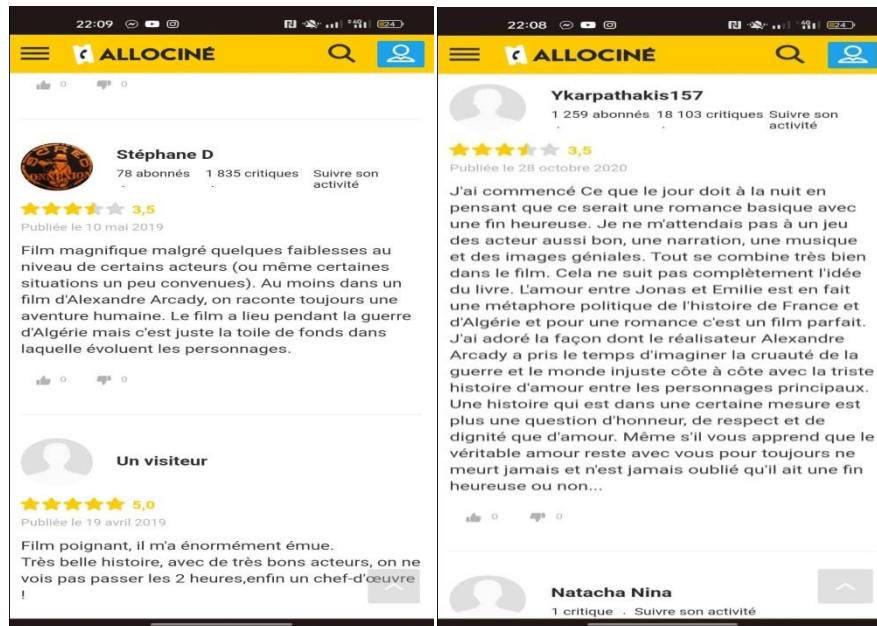 22:09
24
ALLOCINÉ
0 0
Stéphane D
78 abonnés 1 835 critiques Suivre son
activité
3,5
Publiée le 10 mai 2019
Film magnifique malgré quelques faiblesses au
niveau de certains acteurs (ou même certaines
situations un peu convenues). Au moins dans un
film d'Alexandre Arcady, on raconte toujours une
aventure humaine. Le film a lieu pendant la guerre
d'Algérie mais c'est juste la toile de fonds dans
laquelle évoluent les personnages.
0 0
Un visiteur
5,0
Publiée le 19 avril 2019
Film poignant, il m'a énormément émue.
Très belle histoire, avec de très bons acteurs, on ne
vois pas passer les 2 heures,enfin un chef-d'œuvre
!
22:08
24
ALLOCINÉ
Ykarpathakis157
1 259 abonnés 18 103 critiques Suivre son
activité
3,5
Publiée le 28 octobre 2020
J'ai commencé Ce que le jour doit à la nuit en
pensant que ce serait une romance basique avec
une fin heureuse. Je ne m'attendais pas à un jeu
des acteur aussi bon, une narration, une musique
et des images géniales. Tout se combine très bien
dans le film. Cela ne suit pas complètement l'idée
du livre. L'amour entre Jonas et Emilie est en fait
une métaphore politique de l'histoire de France et
d'Algérie et pour une romance c'est un film parfait.
J'ai adoré la façon dont le réalisateur Alexandre
Arcady a pris le temps d'imaginer la cruauté de la
guerre et le monde injuste côte à côte avec la triste
histoire d'amour entre les personnages principaux.
Une histoire qui est dans une certaine mesure est
plus une question d'honneur, de respect et de
dignité que d'amour. Même s'il vous apprend que le
véritable amour reste avec vous pour toujours ne
meurt jamais et n'est jamais oublié qu'il ait une fin
heureuse ou non...
0 0
Natacha Nina
1 critique . Suivre son activité